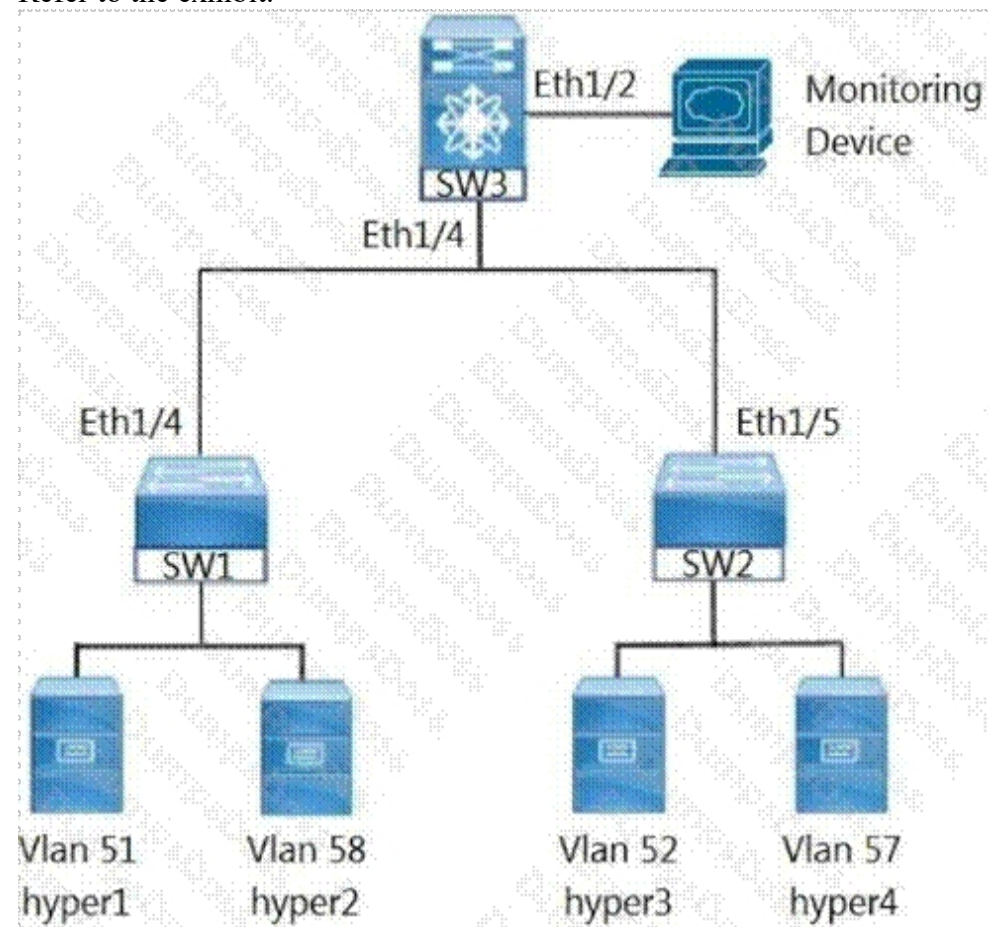 Refer to the exhibit.
Eth1/2
Monitoring
Device
SW3
Eth1/4
Eth1/4
Eth1/5
SW1
SW2
Vlan 51
hyper1
Vlan 58
hyper2
Vlan 52
hyper3
Vlan 57
hyper4